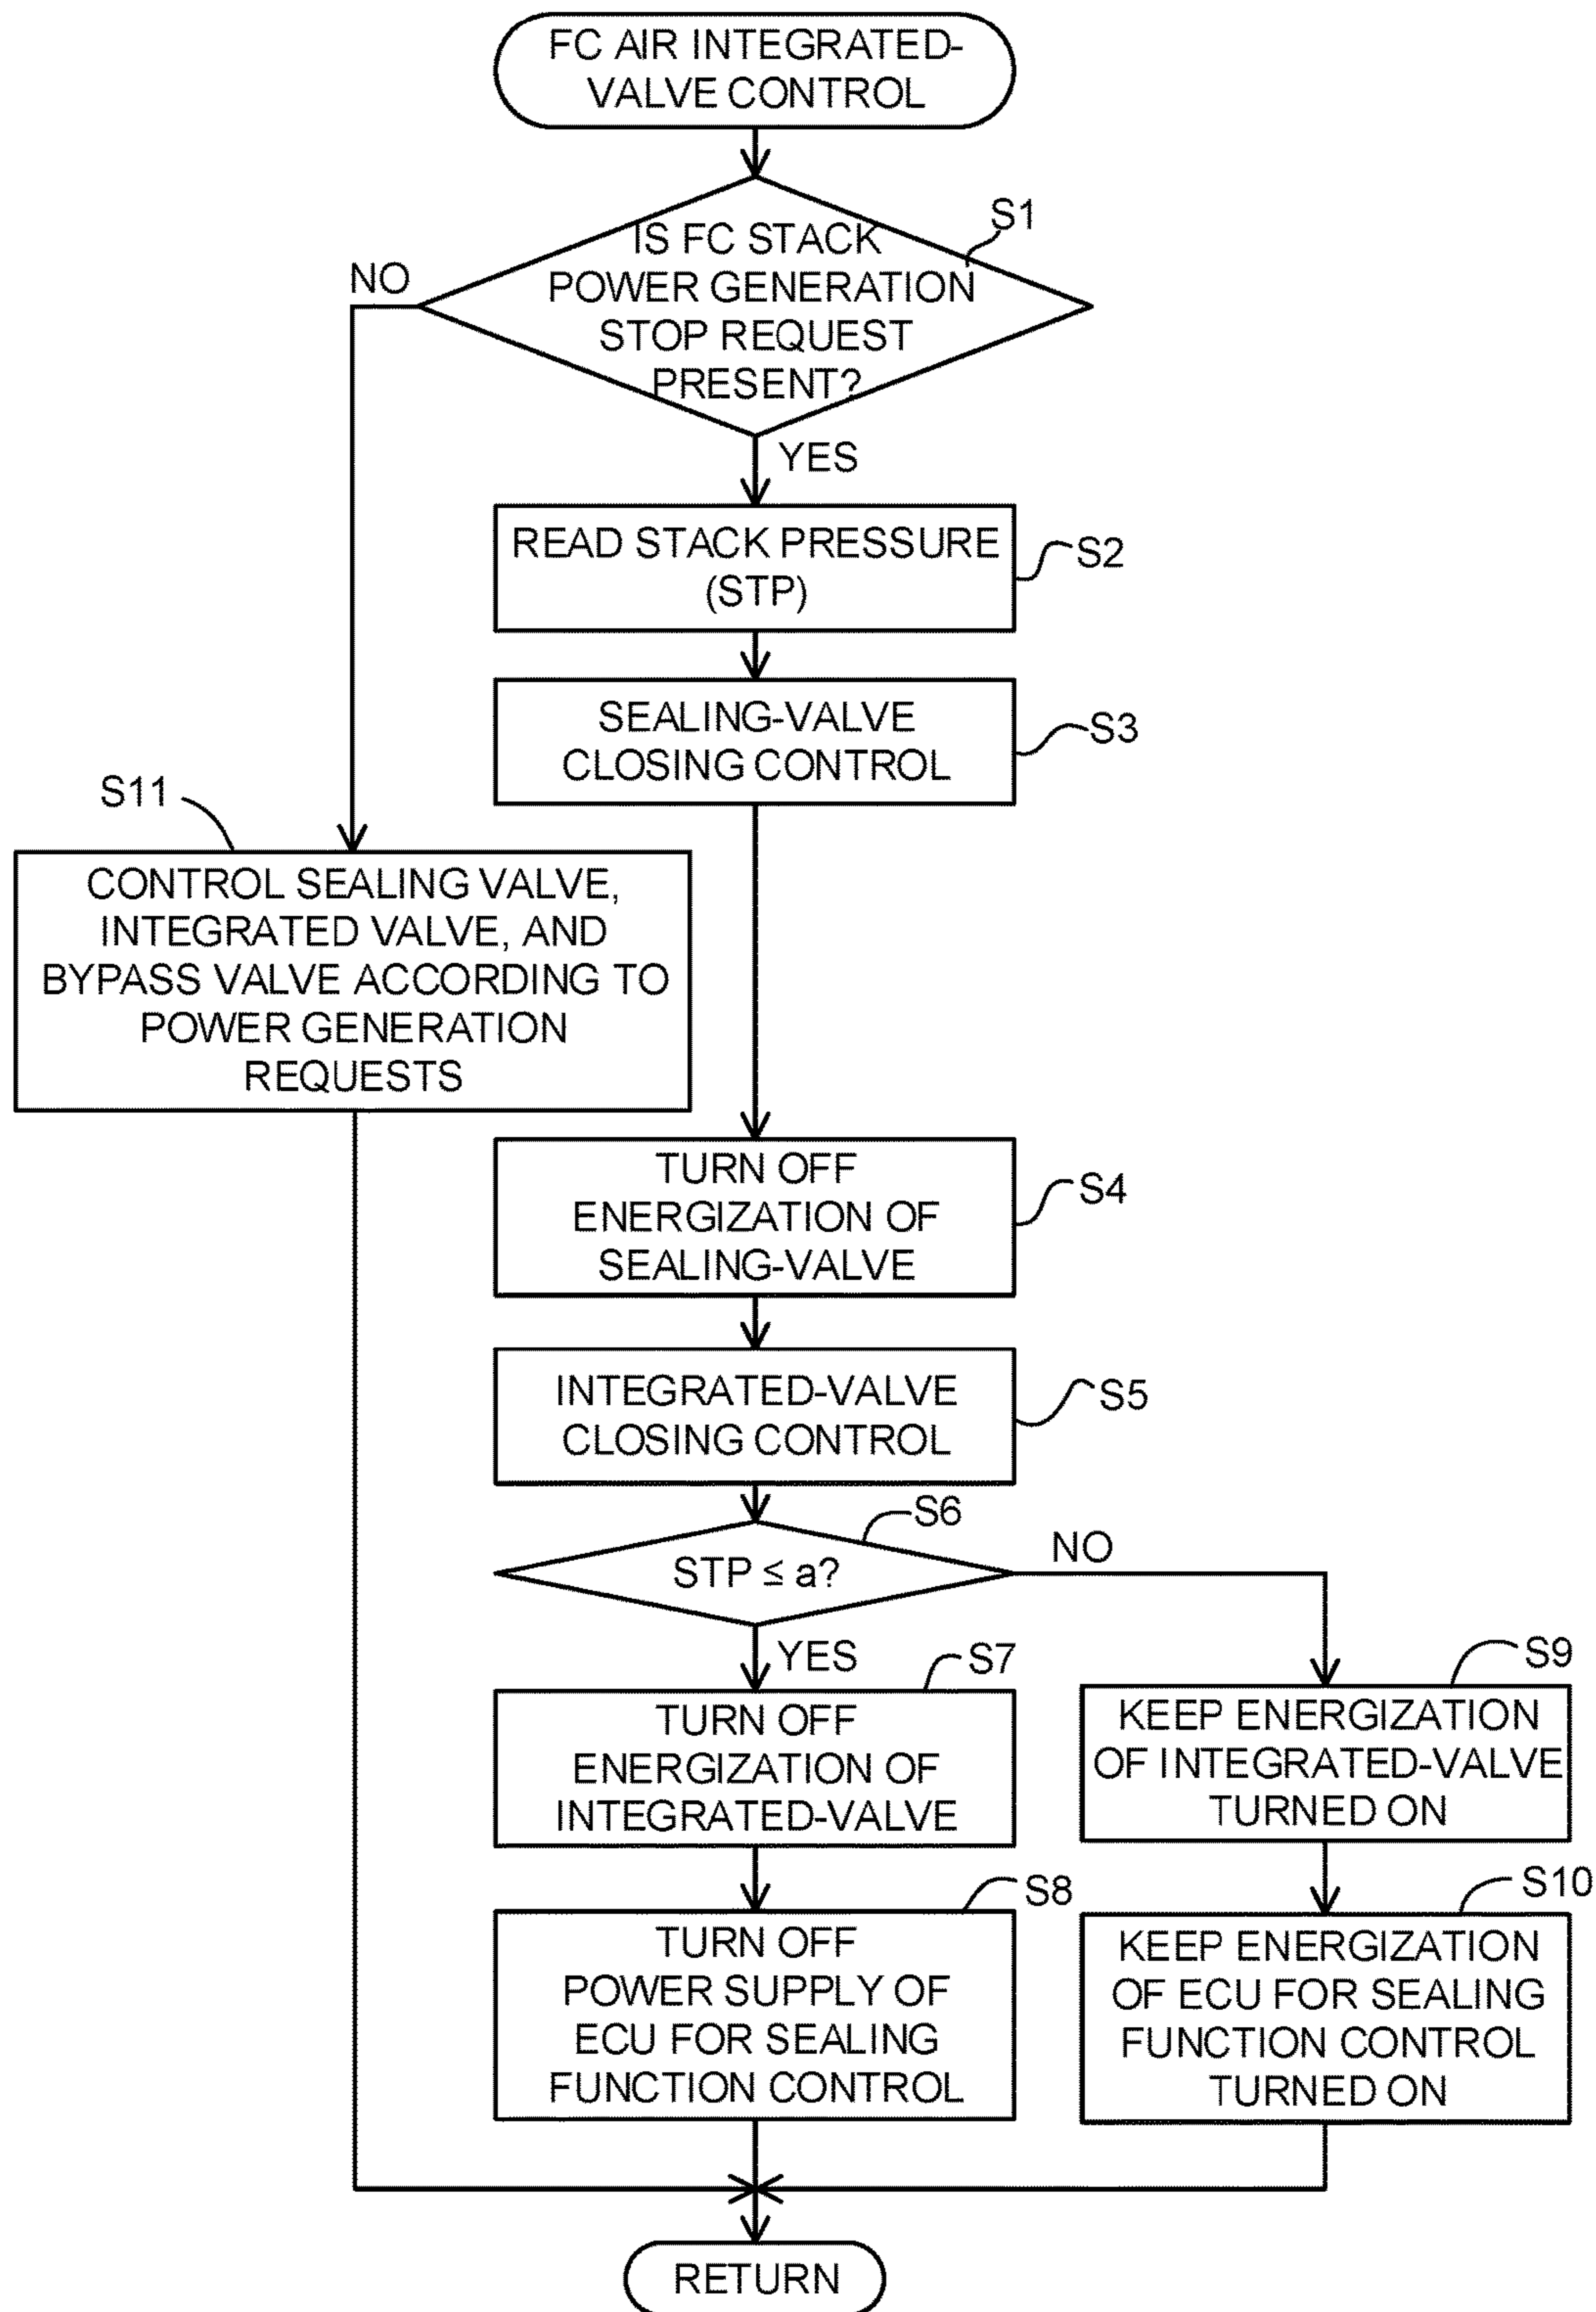 FC AIR INTEGRATED-
VALVE CONTROL
S1
IS FC STACK
POWER GENERATION
STOP REQUEST
PRESENT?
NO
YES
READ STACK PRESSURE
(STP)
S2
SEALING-VALVE
CLOSING CONTROL
S3
S11
CONTROL SEALING VALVE,
INTEGRATED VALVE, AND
BYPASS VALVE ACCORDING TO
POWER GENERATION
REQUESTS
TURN OFF
ENERGIZATION OF
SEALING-VALVE
S4
INTEGRATED-VALVE
CLOSING CONTROL
S5
S6
STP ≤ a?
NO
YES
S7
TURN OFF
ENERGIZATION OF
INTEGRATED-VALVE
S9
KEEP ENERGIZATION
OF INTEGRATED-VALVE
TURNED ON
S8
TURN OFF
POWER SUPPLY OF
ECU FOR SEALING
FUNCTION CONTROL
S10
KEEP ENERGIZATION
OF ECU FOR SEALING
FUNCTION CONTROL
TURNED ON
RETURN